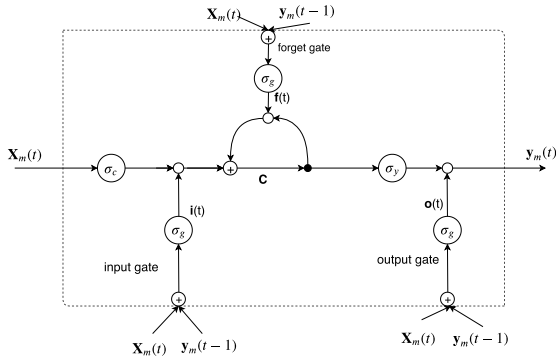 X_m(t) y_m(t − 1)
+
forget gate
σ_g
f(t)
X_m(t) σ_c + C σ_y y_m(t)
i(t) o(t)
σ_g σ_g
input gate output gate
+ +
X_m(t) y_m(t − 1) X_m(t) y_m(t − 1)